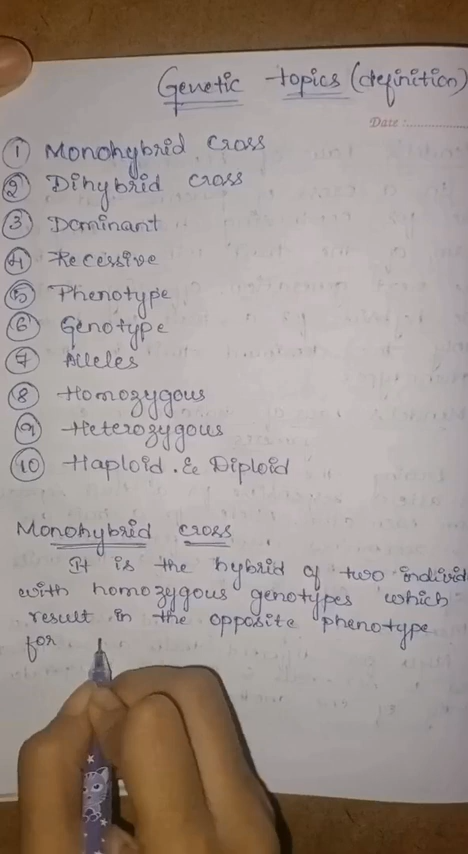 Genetic topics (definition)
Date :
① Monohybrid cross
② Dihybrid cross
③ Dominant
④ Recessive
⑤ Phenotype
⑥ Genotype
⑦ Alleles
⑧ Homozygous
⑨ Heterozygous
⑩ Haploid & Diploid
Monohybrid cross
It is the hybrid of two individ
with homozygous genotypes which
result in the opposite phenotype
for